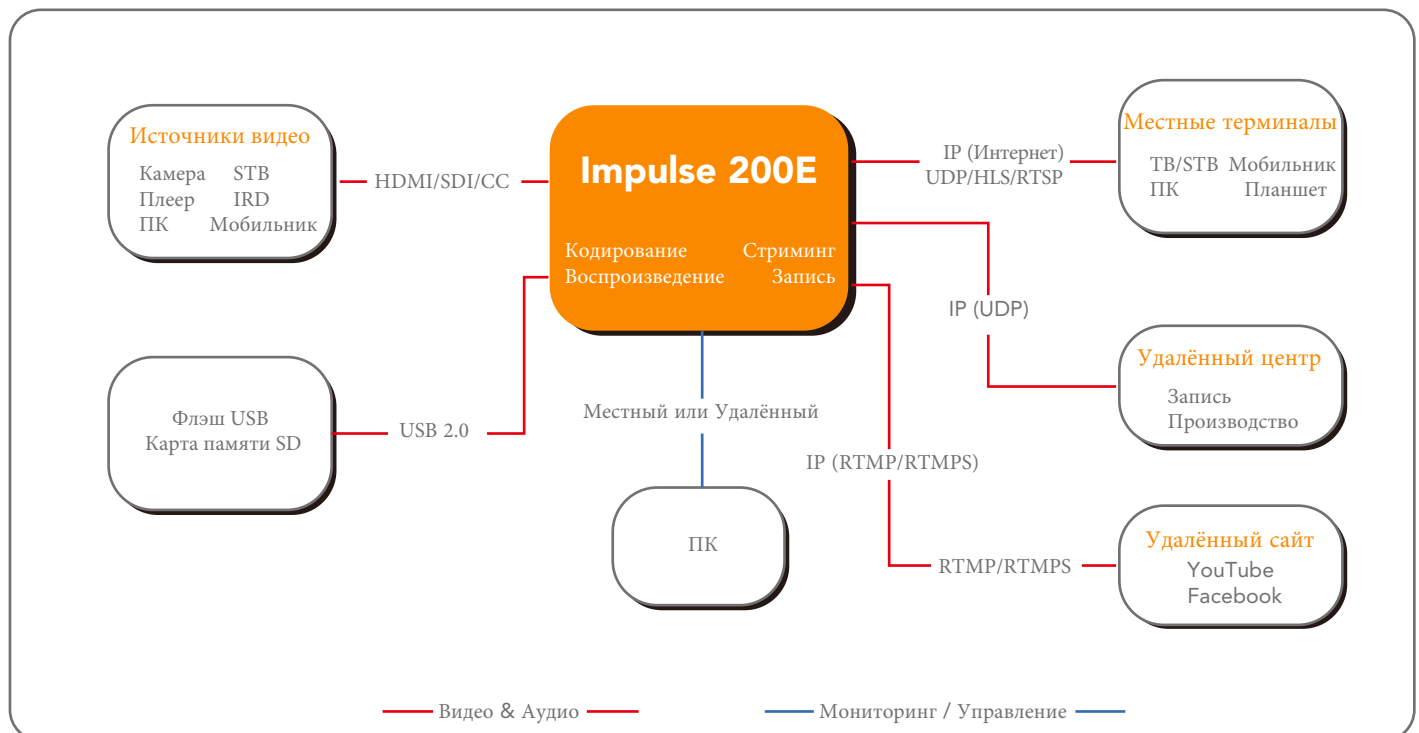 Источники видео
Камера STB
Плеер IRD
ПК Мобильник
HDMI/SDI/CC
Impulse 200E
Кодирование Стриминг
Воспроизведение Запись
IP (Интернет)
UDP/HLS/RTSP
Местные терминалы
ТВ/STB Мобильник
ПК Планшет
IP (UDP)
Удалённый центр
Запись
Производство
Флэш USB
Карта памяти SD
USB 2.0
Местный или Удалённый
ПК
IP (RTMP/RTMPS)
RTMP/RTMPS
Удалённый сайт
YouTube
Facebook
Видео & Аудио
Мониторинг / Управление